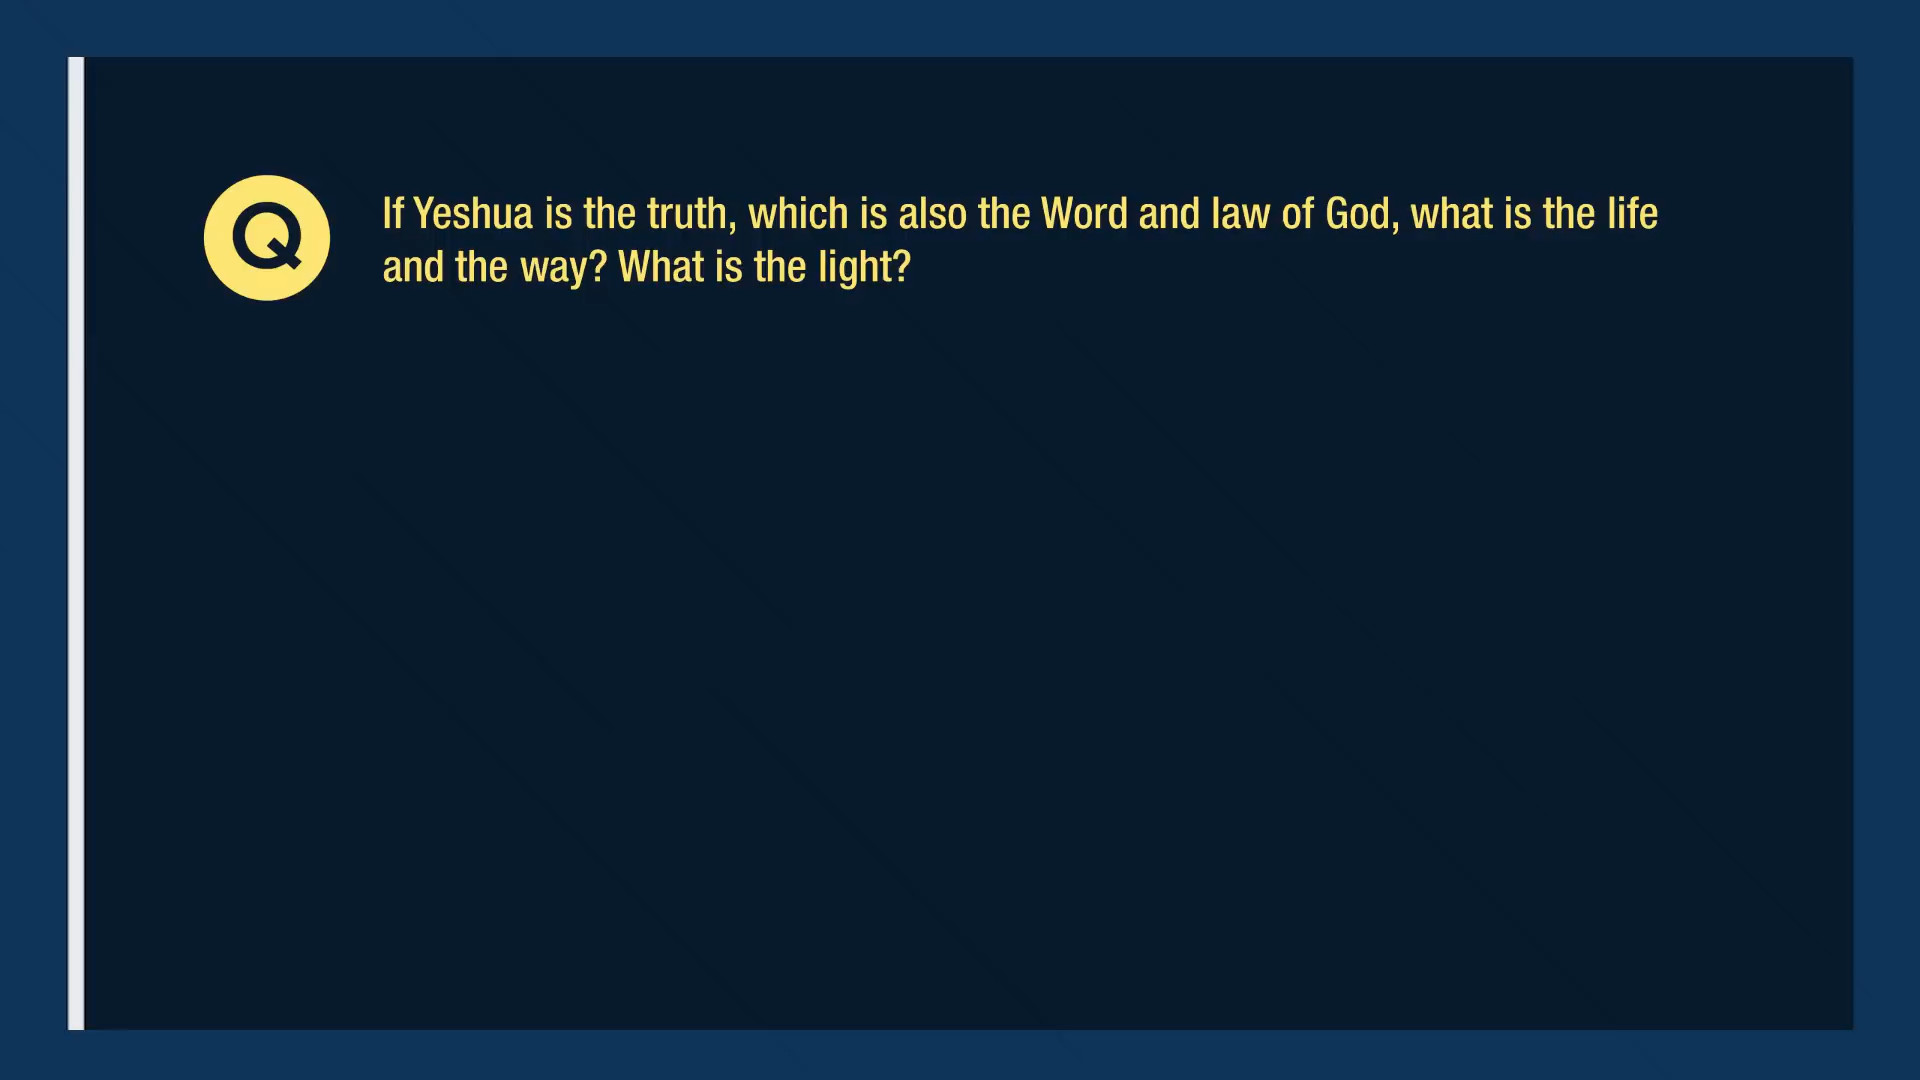 Q
If Yeshua is the truth, which is also the Word and law of God, what is the life
and the way? What is the light?